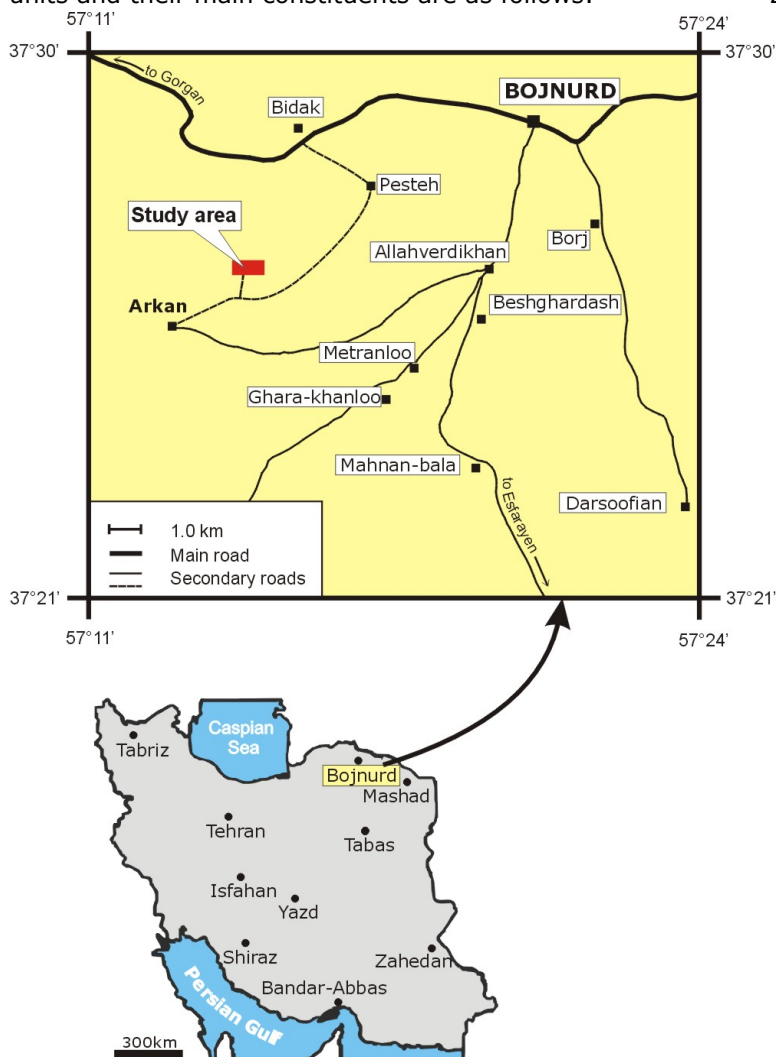 units and their main constituents are as follows:
57°11'
57°24'
37°30'
37°30'
to Gorgan
Bidak
BOJNURD
Pesteh
Study area
Borj
Allahverdikhan
Arkan
Beshghardash
Metranloo
Ghara-khanloo
Mahnan-bala
to Esfarayen
Darsoofian
1.0 km
Main road
Secondary roads
37°21'
37°21'
57°11'
57°24'
Caspian
Sea
Tabriz
Bojnurd
Mashad
Tehran
Tabas
Isfahan
Yazd
Shiraz
Zahedan
Bandar-Abbas
Persian Gulf
300km